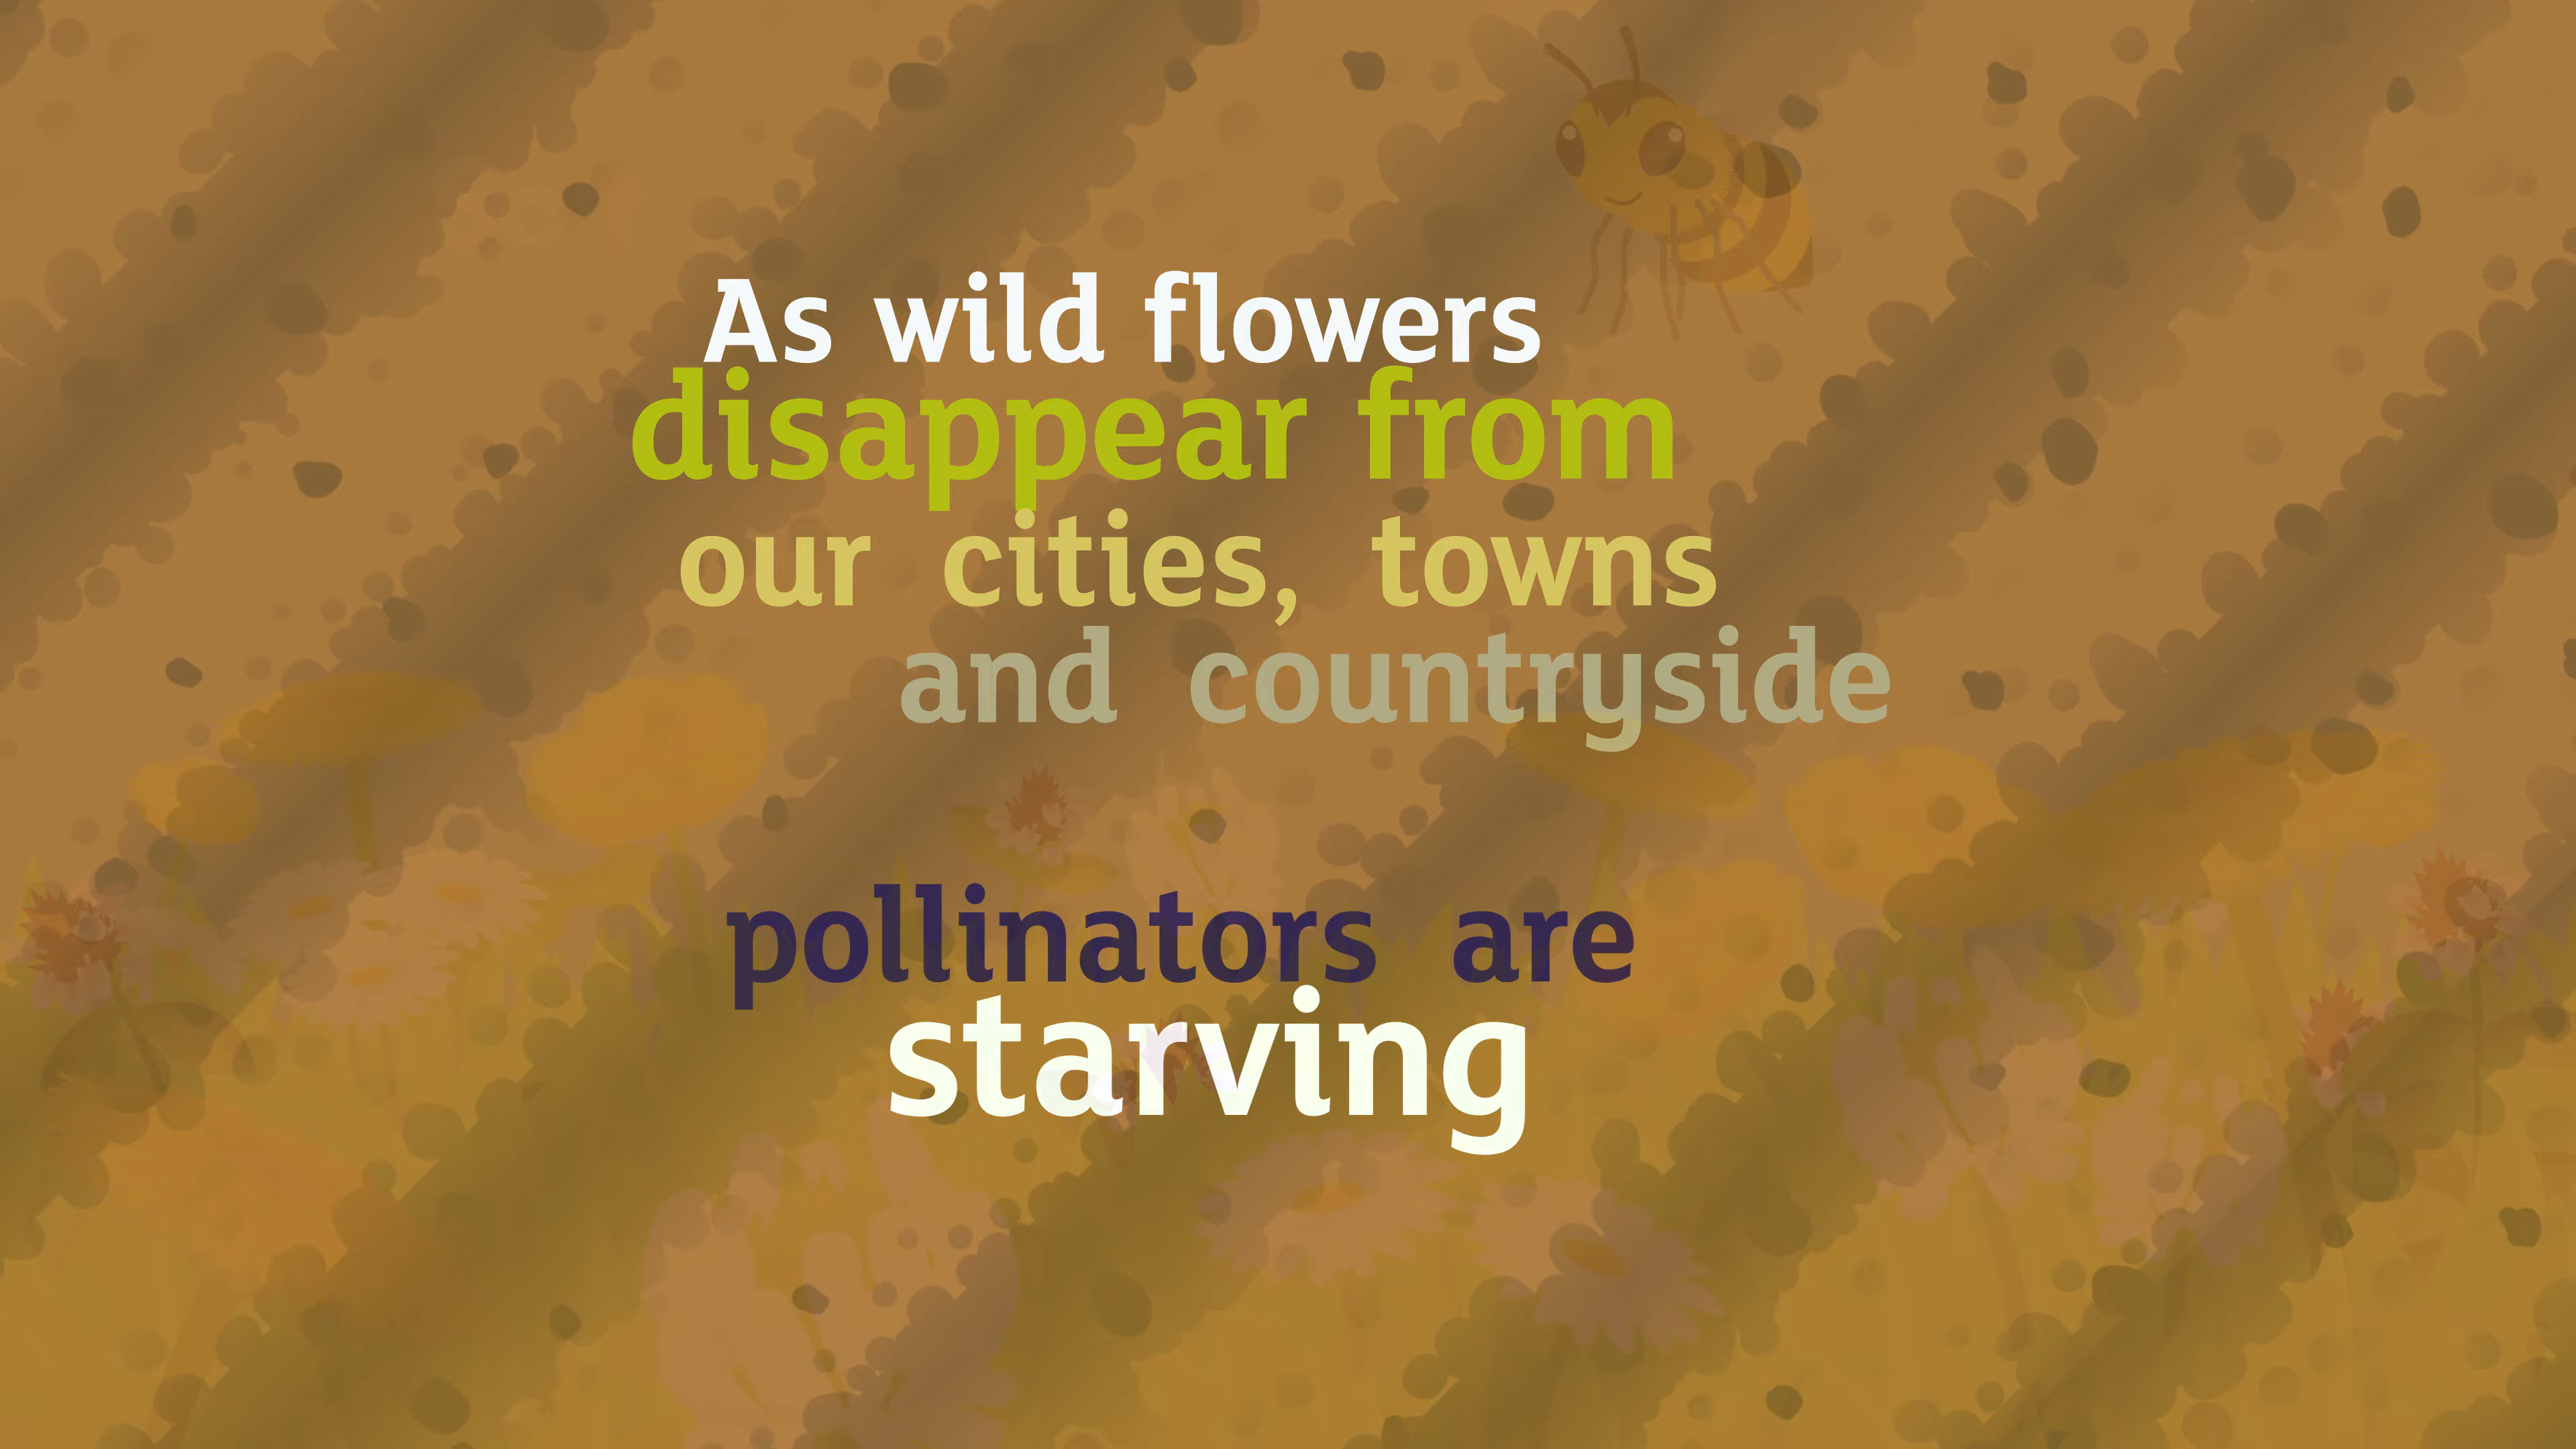 As wild flowers
disappear from
our cities, towns
and countryside
pollinators are
starving